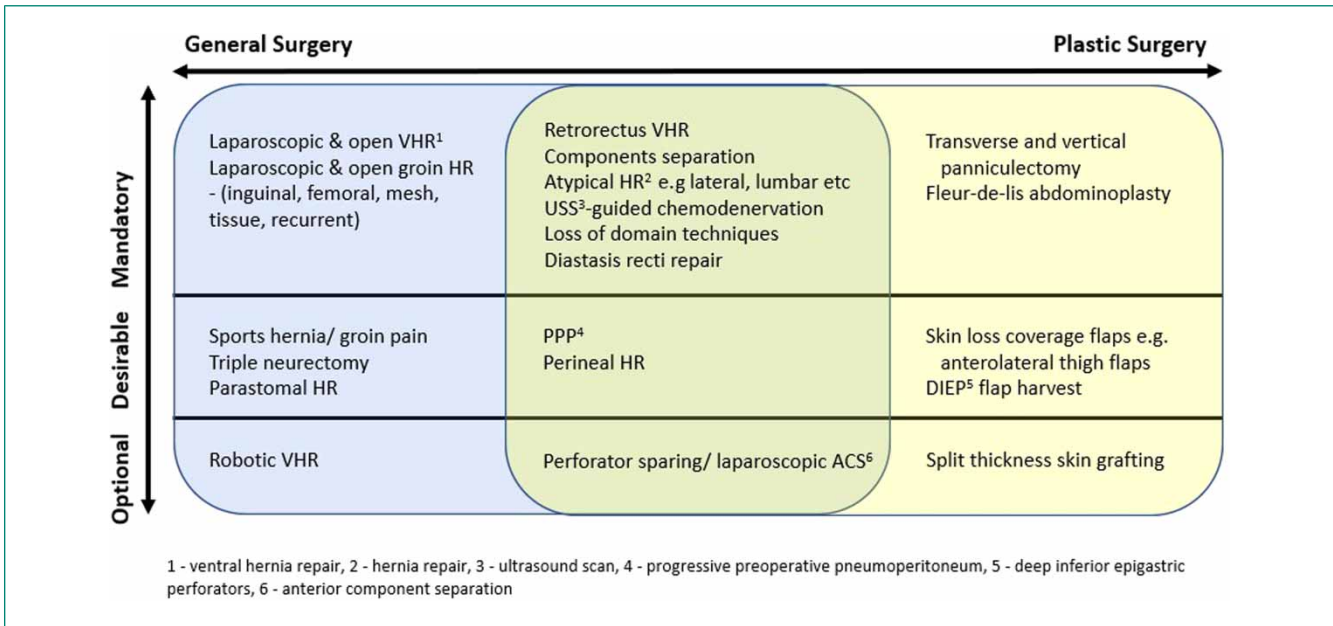 General Surgery
Plastic Surgery
Mandatory
Laparoscopic & open VHR¹
Laparoscopic & open groin HR
- (inguinal, femoral, mesh,
tissue, recurrent)
Retrorectus VHR
Components separation
Atypical HR² e.g lateral, lumbar etc
USS³-guided chemodenervation
Loss of domain techniques
Diastasis recti repair
Transverse and vertical
panniculectomy
Fleur-de-lis abdominoplasty
Desirable
Sports hernia/ groin pain
Triple neurectomy
Parastomal HR
PPP⁴
Perineal HR
Skin loss coverage flaps e.g.
anterolateral thigh flaps
DIEP⁵ flap harvest
Optional
Robotic VHR
Perforator sparing/ laparoscopic ACS⁶
Split thickness skin grafting
1 - ventral hernia repair, 2 - hernia repair, 3 - ultrasound scan, 4 - progressive preoperative pneumoperitoneum, 5 - deep inferior epigastric
perforators, 6 - anterior component separation